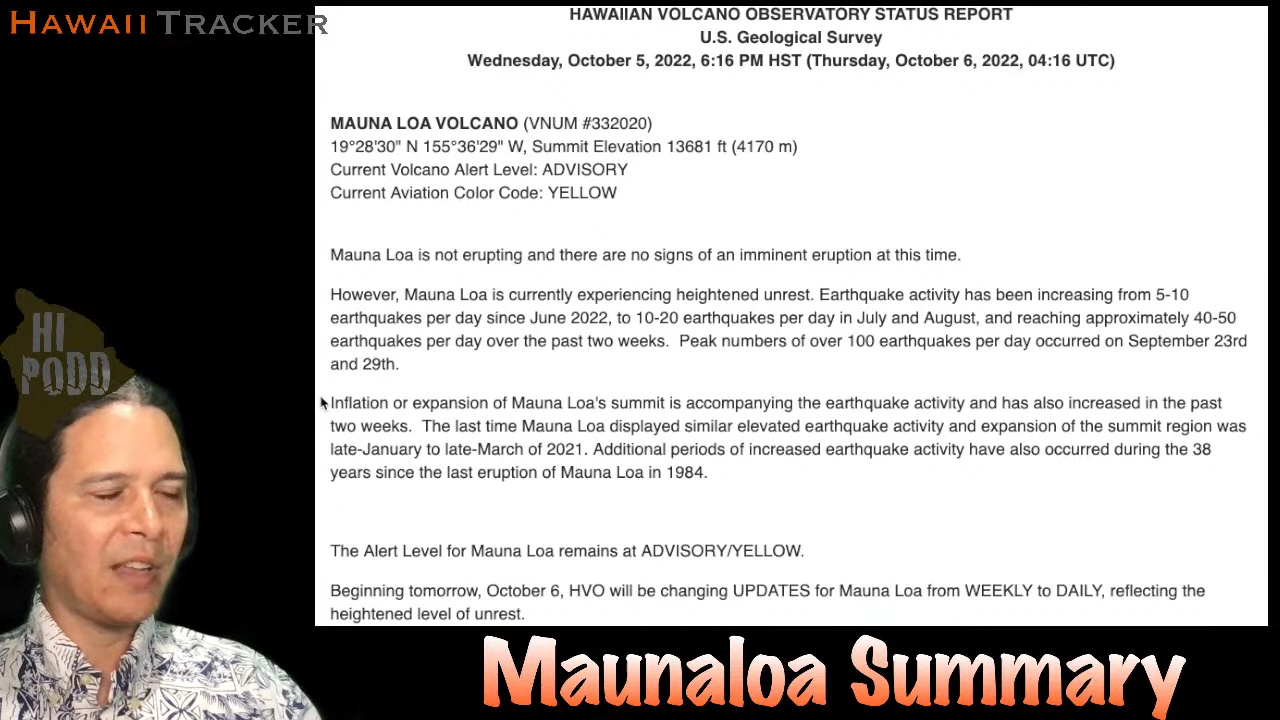 HAWAII TRACKER
HAWAIIAN VOLCANO OBSERVATORY STATUS REPORT
U.S. Geological Survey
Wednesday, October 5, 2022, 6:16 PM HST (Thursday, October 6, 2022, 04:16 UTC)
MAUNA LOA VOLCANO (VNUM #332020)
19°28'30" N 155°36'29" W, Summit Elevation 13681 ft (4170 m)
Current Volcano Alert Level: ADVISORY
Current Aviation Color Code: YELLOW
Mauna Loa is not erupting and there are no signs of an imminent eruption at this time.
However, Mauna Loa is currently experiencing heightened unrest. Earthquake activity has been increasing from 5-10
earthquakes per day since June 2022, to 10-20 earthquakes per day in July and August, and reaching approximately 40-50
earthquakes per day over the past two weeks.  Peak numbers of over 100 earthquakes per day occurred on September 23rd
and 29th.
Inflation or expansion of Mauna Loa's summit is accompanying the earthquake activity and has also increased in the past
two weeks.  The last time Mauna Loa displayed similar elevated earthquake activity and expansion of the summit region was
late-January to late-March of 2021. Additional periods of increased earthquake activity have also occurred during the 38
years since the last eruption of Mauna Loa in 1984.
The Alert Level for Mauna Loa remains at ADVISORY/YELLOW.
Beginning tomorrow, October 6, HVO will be changing UPDATES for Mauna Loa from WEEKLY to DAILY, reflecting the
heightened level of unrest.
HI
PODD
Maunaloa Summary